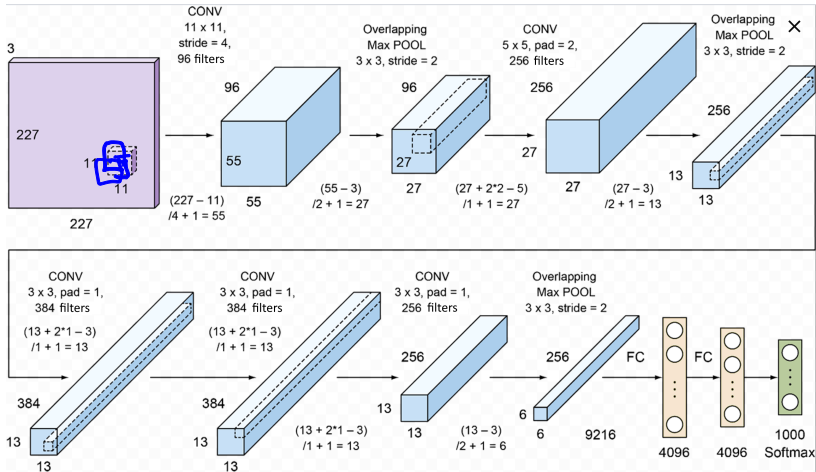 3
227
11
11
227
CONV
11 x 11,
stride = 4,
96 filters
(227 – 11)
/4 + 1 = 55
96
55
55
Overlapping
Max POOL
3 x 3, stride = 2
(55 – 3)
/2 + 1 = 27
96
27
27
CONV
5 x 5, pad = 2,
256 filters
(27 + 2*2 – 5)
/1 + 1 = 27
256
27
27
Overlapping
Max POOL
3 x 3, stride = 2
(27 – 3)
/2 + 1 = 13
256
13
13
CONV
3 x 3, pad = 1,
384 filters
(13 + 2*1 – 3)
/1 + 1 = 13
384
13
13
CONV
3 x 3, pad = 1,
384 filters
(13 + 2*1 – 3)
/1 + 1 = 13
384
13
13
CONV
3 x 3, pad = 1,
256 filters
(13 + 2*1 – 3)
/1 + 1 = 13
256
13
13
Overlapping
Max POOL
3 x 3, stride = 2
(13 – 3)
/2 + 1 = 6
256
6
6
9216
FC
4096
FC
4096
1000
Softmax